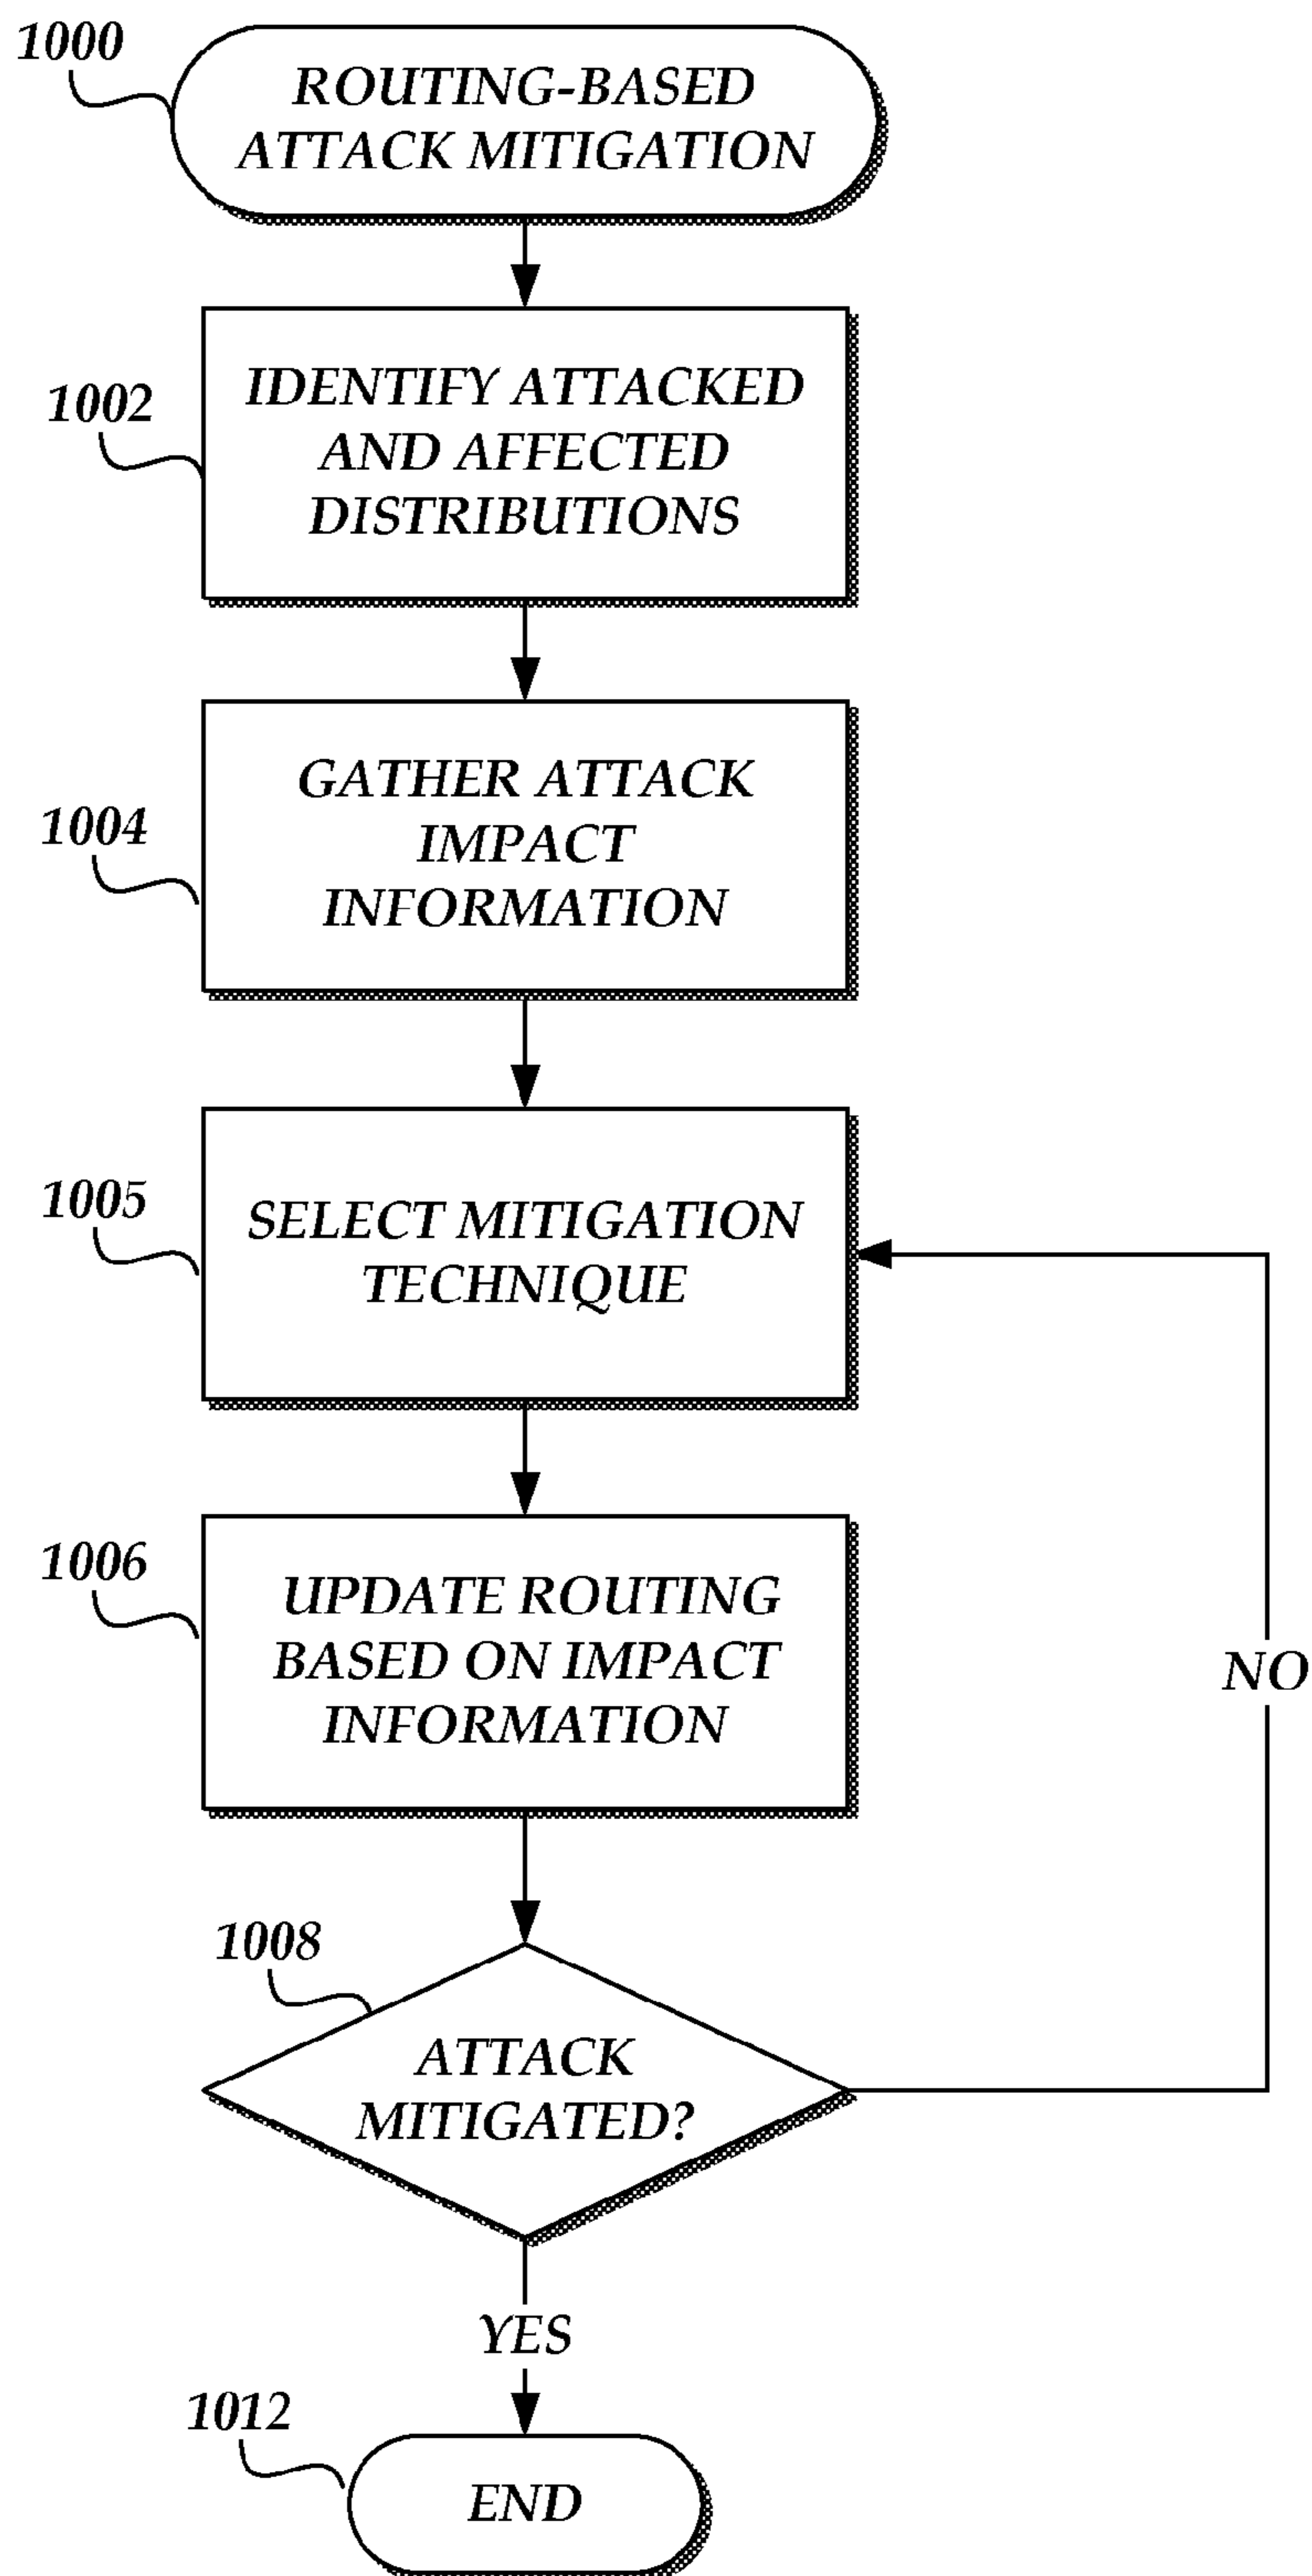 1000
ROUTING-BASED
ATTACK MITIGATION
1002
IDENTIFY ATTACKED
AND AFFECTED
DISTRIBUTIONS
1004
GATHER ATTACK
IMPACT
INFORMATION
1005
SELECT MITIGATION
TECHNIQUE
1006
UPDATE ROUTING
BASED ON IMPACT
INFORMATION
NO
1008
ATTACK
MITIGATED?
YES
1012
END